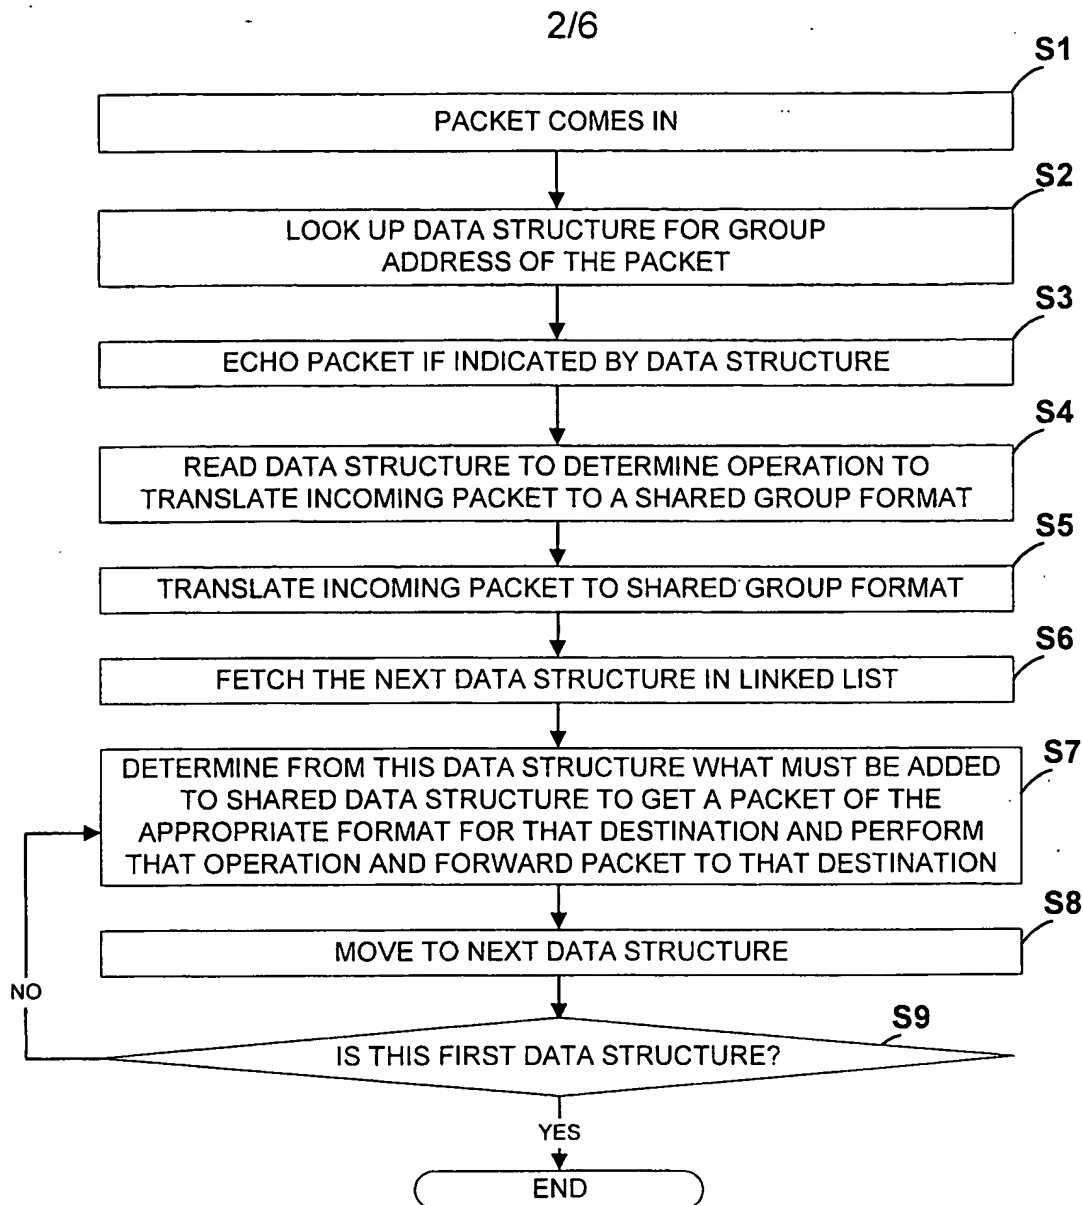 2/6
S1
PACKET COMES IN
S2
LOOK UP DATA STRUCTURE FOR GROUP
ADDRESS OF THE PACKET
S3
ECHO PACKET IF INDICATED BY DATA STRUCTURE
S4
READ DATA STRUCTURE TO DETERMINE OPERATION TO
TRANSLATE INCOMING PACKET TO A SHARED GROUP FORMAT
S5
TRANSLATE INCOMING PACKET TO SHARED GROUP FORMAT
S6
FETCH THE NEXT DATA STRUCTURE IN LINKED LIST
S7
DETERMINE FROM THIS DATA STRUCTURE WHAT MUST BE ADDED
TO SHARED DATA STRUCTURE TO GET A PACKET OF THE
APPROPRIATE FORMAT FOR THAT DESTINATION AND PERFORM
THAT OPERATION AND FORWARD PACKET TO THAT DESTINATION
S8
MOVE TO NEXT DATA STRUCTURE
NO
S9
IS THIS FIRST DATA STRUCTURE?
YES
END